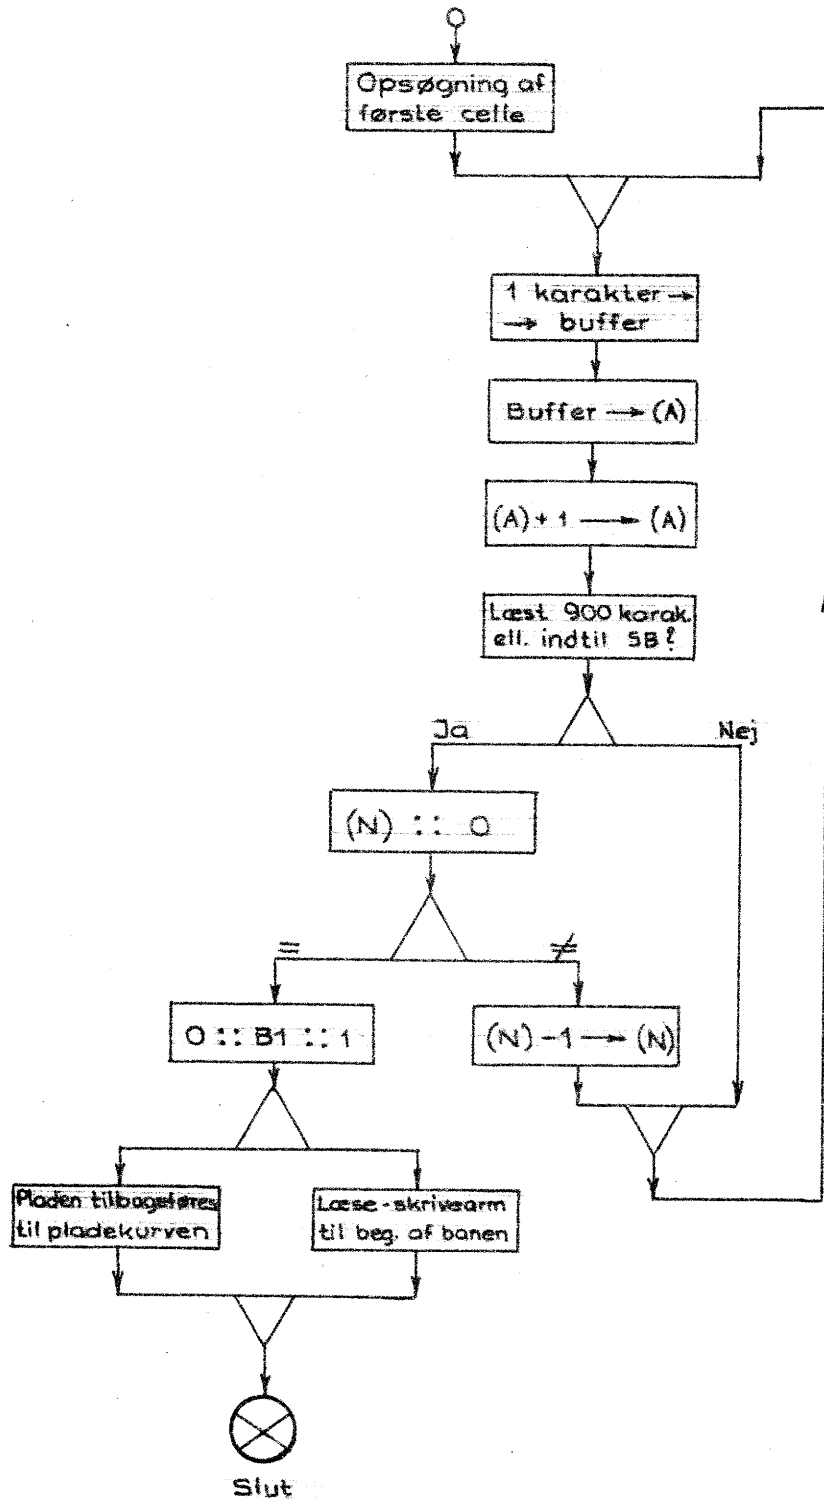 Opsøgning af
første celle
1 karakter →
→ buffer
Buffer → (A)
(A) + 1 → (A)
Læst 900 karak.
ell. indtil SB?
Ja
Nej
(N) :: 0
=
≠
0 :: B1 :: 1
(N) - 1 → (N)
Pladen tilbageføres
til pladekurven
Læse-skrivearm
til beg. af banen
Slut